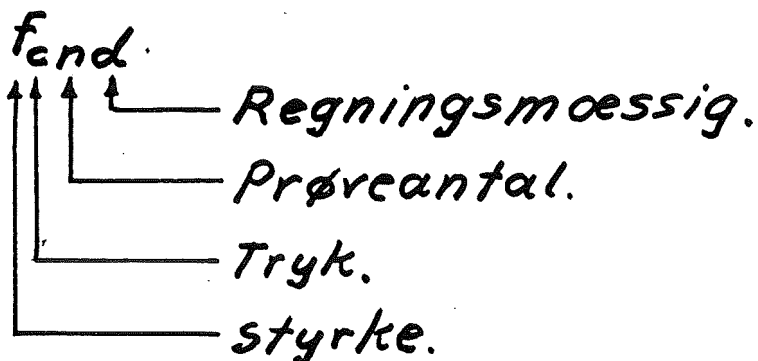 fcnd.
Regningsmæssig.
Prøveantal.
Tryk.
styrke.